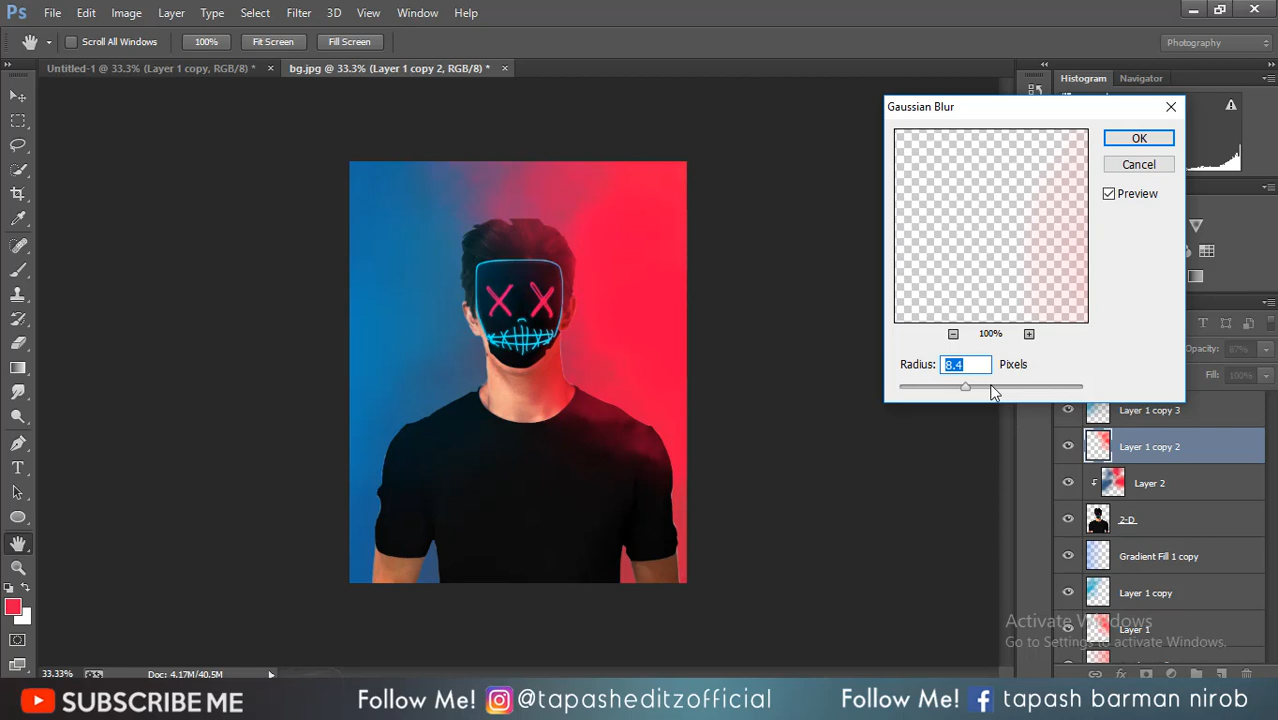 Ps File Edit Image Layer Type Select Filter 3D View Window Help
Scroll All Windows 100% Fit Screen Fill Screen Photography
Untitled-1 @ 33.3% (Layer 1 copy, RGB/8) * × bg.jpg @ 33.3% (Layer 1 copy 2, RGB/8) * ×
Histogram Navigator
Gaussian Blur
OK
Cancel
Preview
100%
Radius: 8.4 Pixels
Opacity: 87%
Fill: 100%
Layer 1 copy 3
Layer 1 copy 2
Layer 2
2-D
Gradient Fill 1 copy
Layer 1 copy
Layer 1
Activate Windows
Go to Settings to activate Windows.
33.33% Doc: 4.17M/40.5M
SUBSCRIBE ME Follow Me! @tapasheditzofficial Follow Me! tapash barman nirob